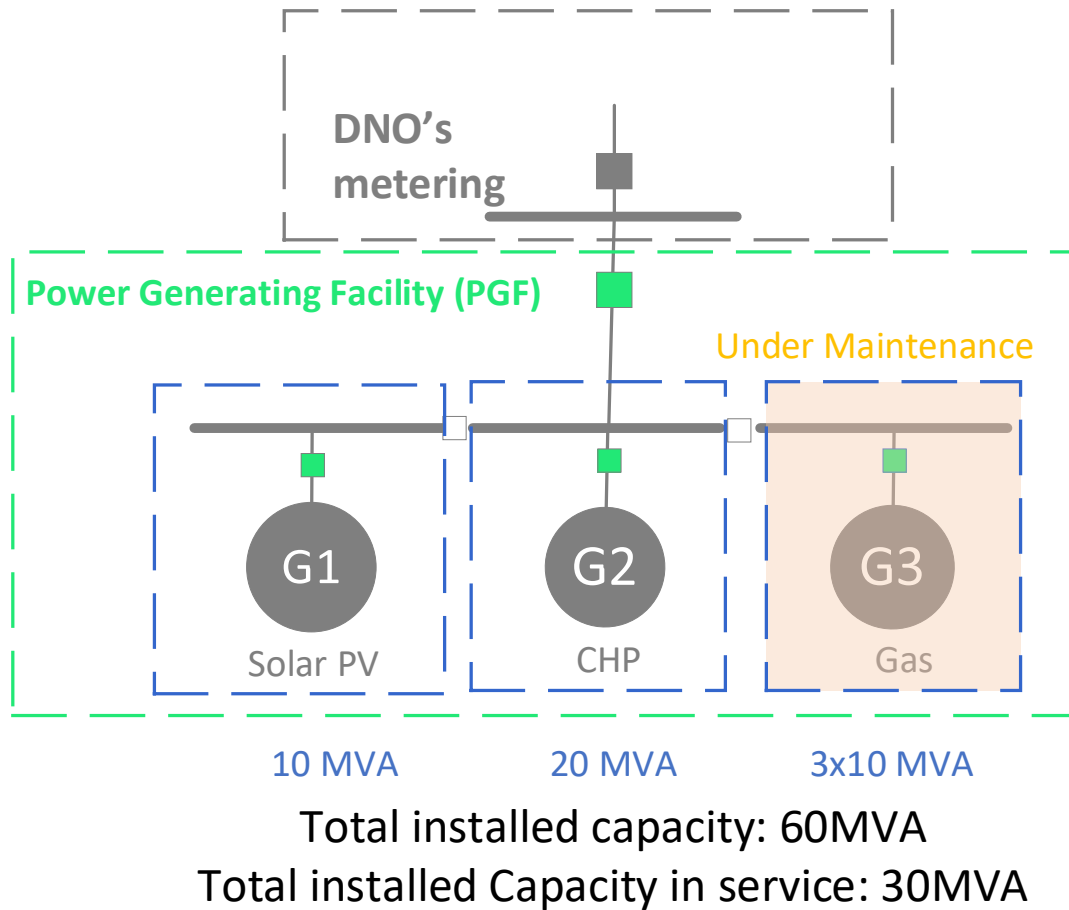 DNO’s
metering
Power Generating Facility (PGF)
Under Maintenance
G1
G2
G3
Solar PV
CHP
Gas
10 MVA
20 MVA
3x10 MVA
Total installed capacity: 60MVA
Total installed Capacity in service: 30MVA